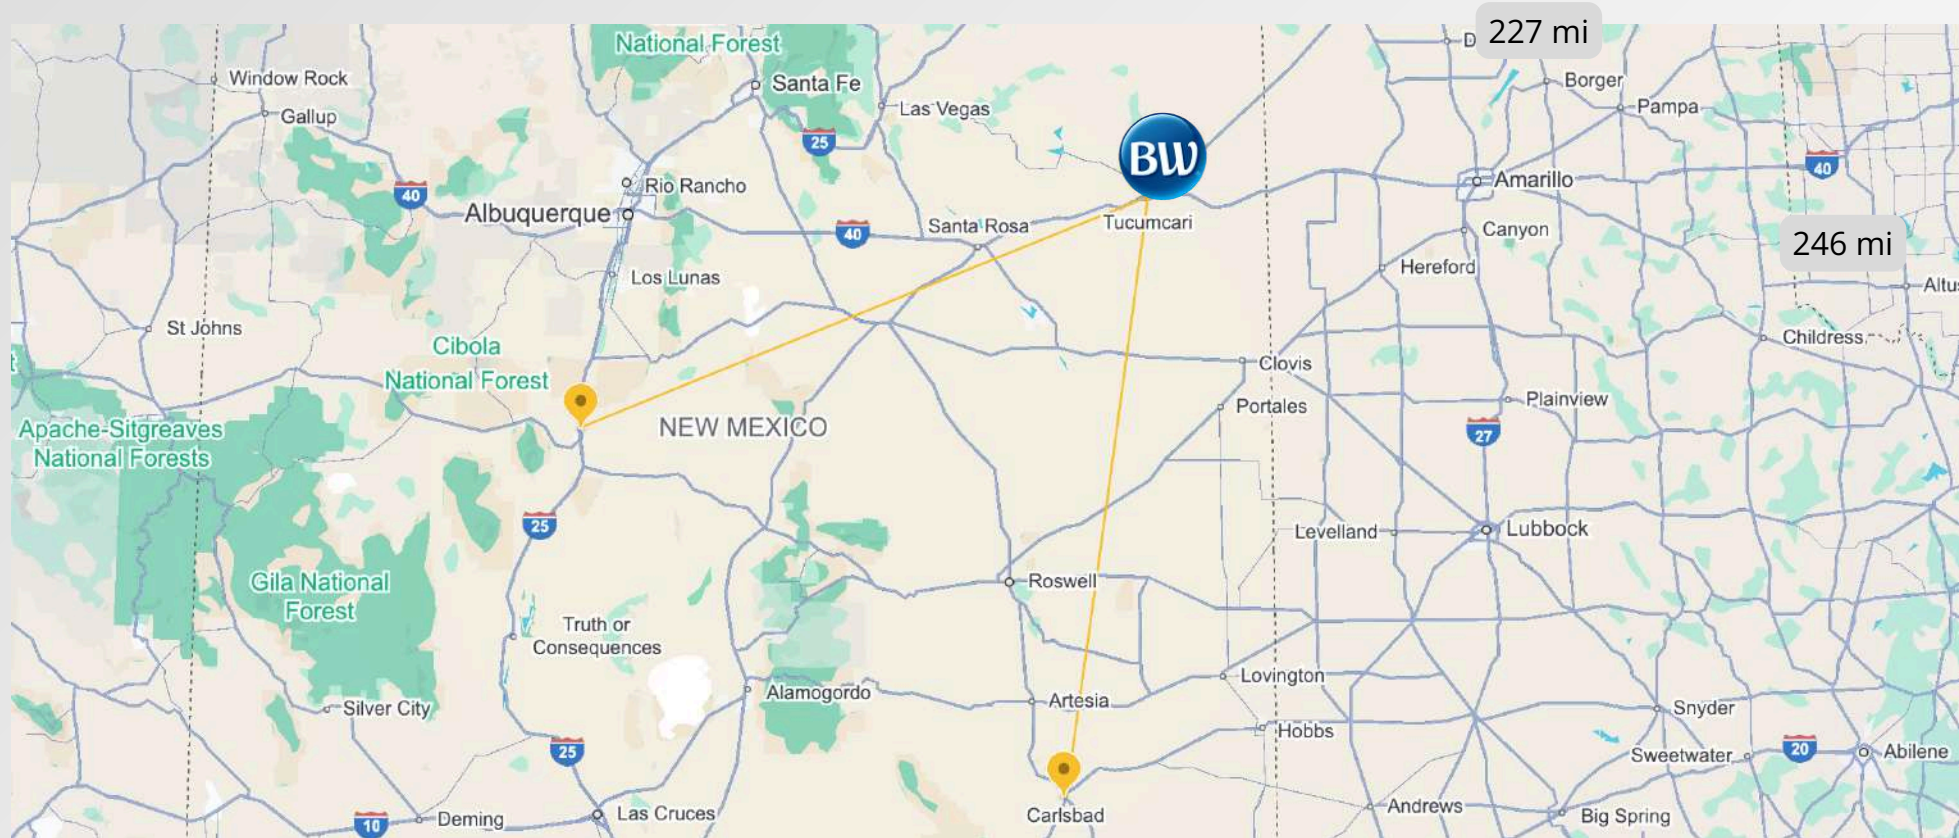 227 mi
National Forest
D
Santa Fe
Window Rock
Borger
Pampa
Las Vegas
Gallup
25
BW
40
Amarillo
Rio Rancho
40
Albuquerque
Santa Rosa
Tucumcari
40
Canyon
246 mi
Los Lunas
Hereford
Altu
St Johns
Childress
Cibola
National Forest
Clovis
t
Plainview
Portales
Apache-Sitgreaves
National Forests
NEW MEXICO
27
25
Levelland
Lubbock
Gila National
Forest
Roswell
Truth or
Consequences
Lovington
Alamogordo
Artesia
Silver City
Snyder
Hobbs
25
Sweetwater
20
Abilene
Andrews
Carlsbad
Las Cruces
Big Spring
10
Deming